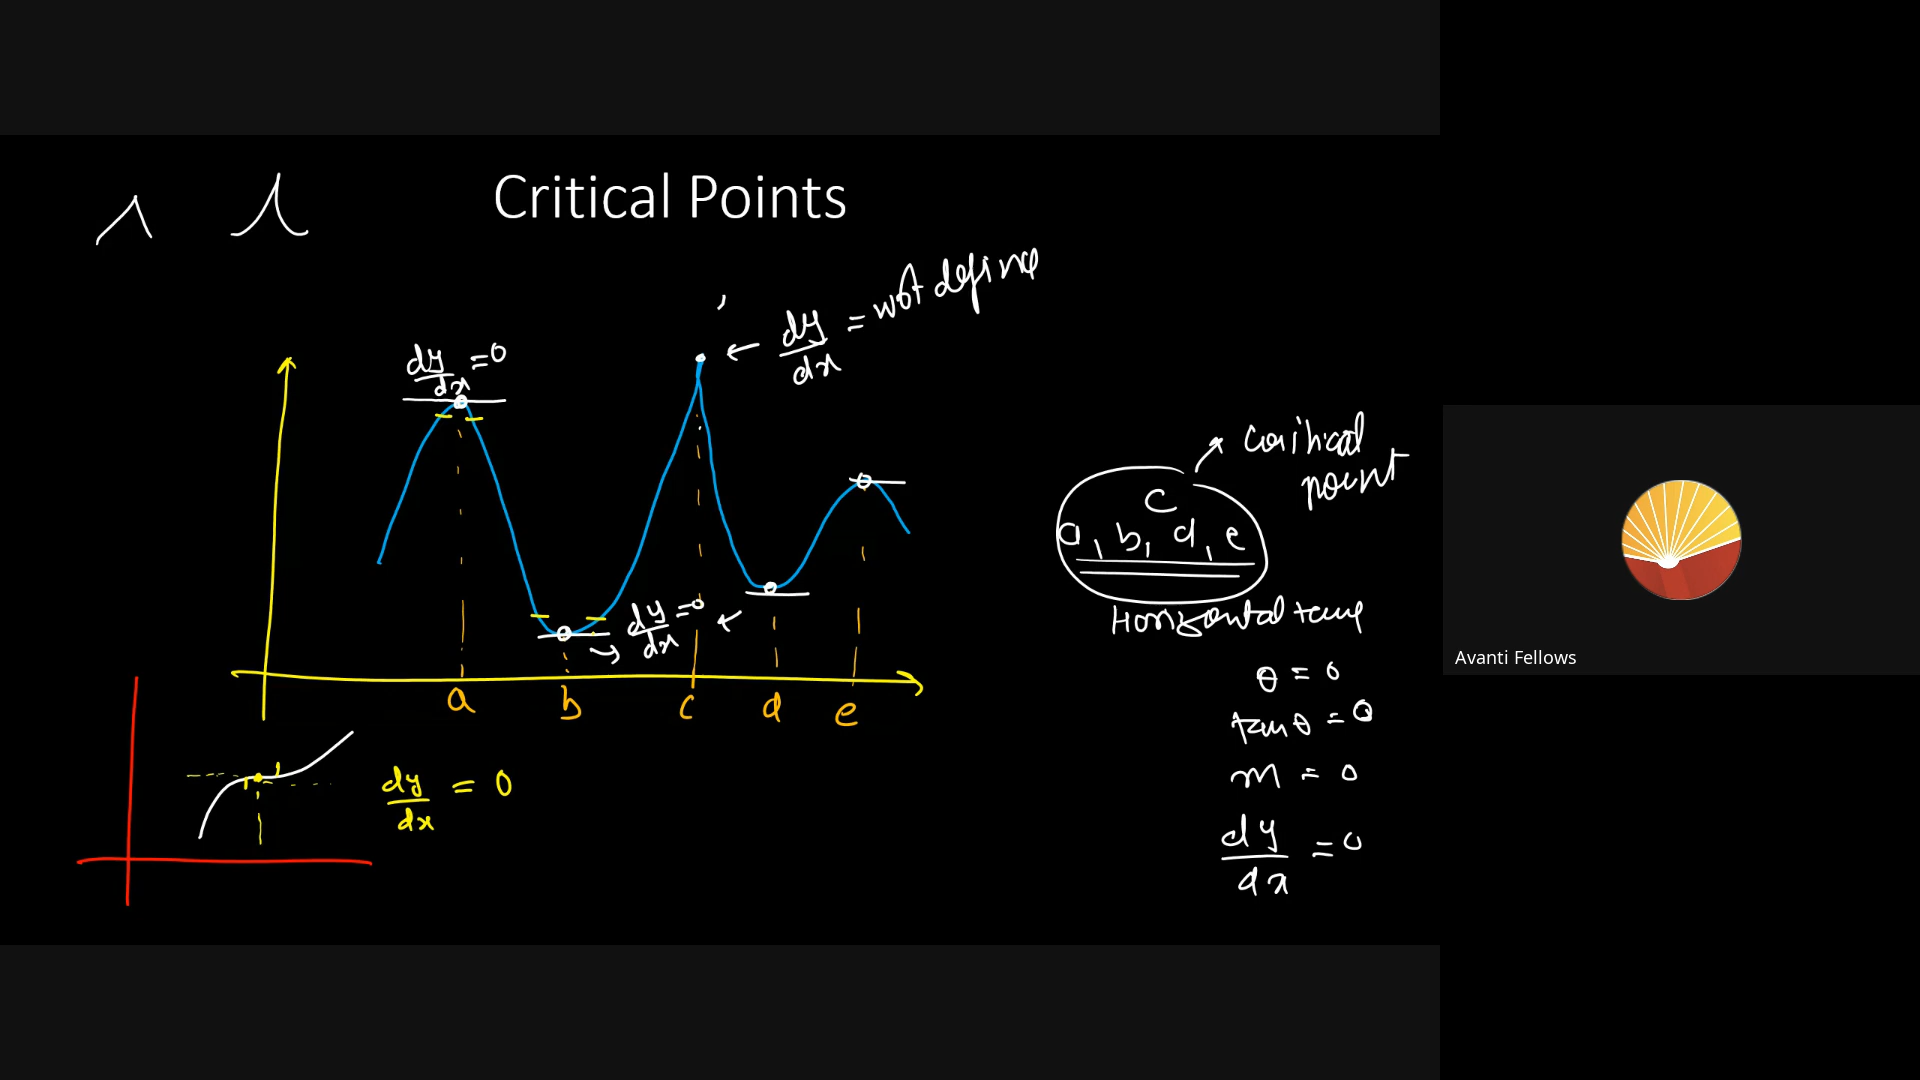 Critical Points
dy/dx = not define
dy/dx = 0
critical
point
c
a, b, d, e
Horizontal tang
dy/dx = 0
θ = 0
a b c d e
tan θ = 0
m = 0
dy/dx = 0
dy/dx = 0
Avanti Fellows